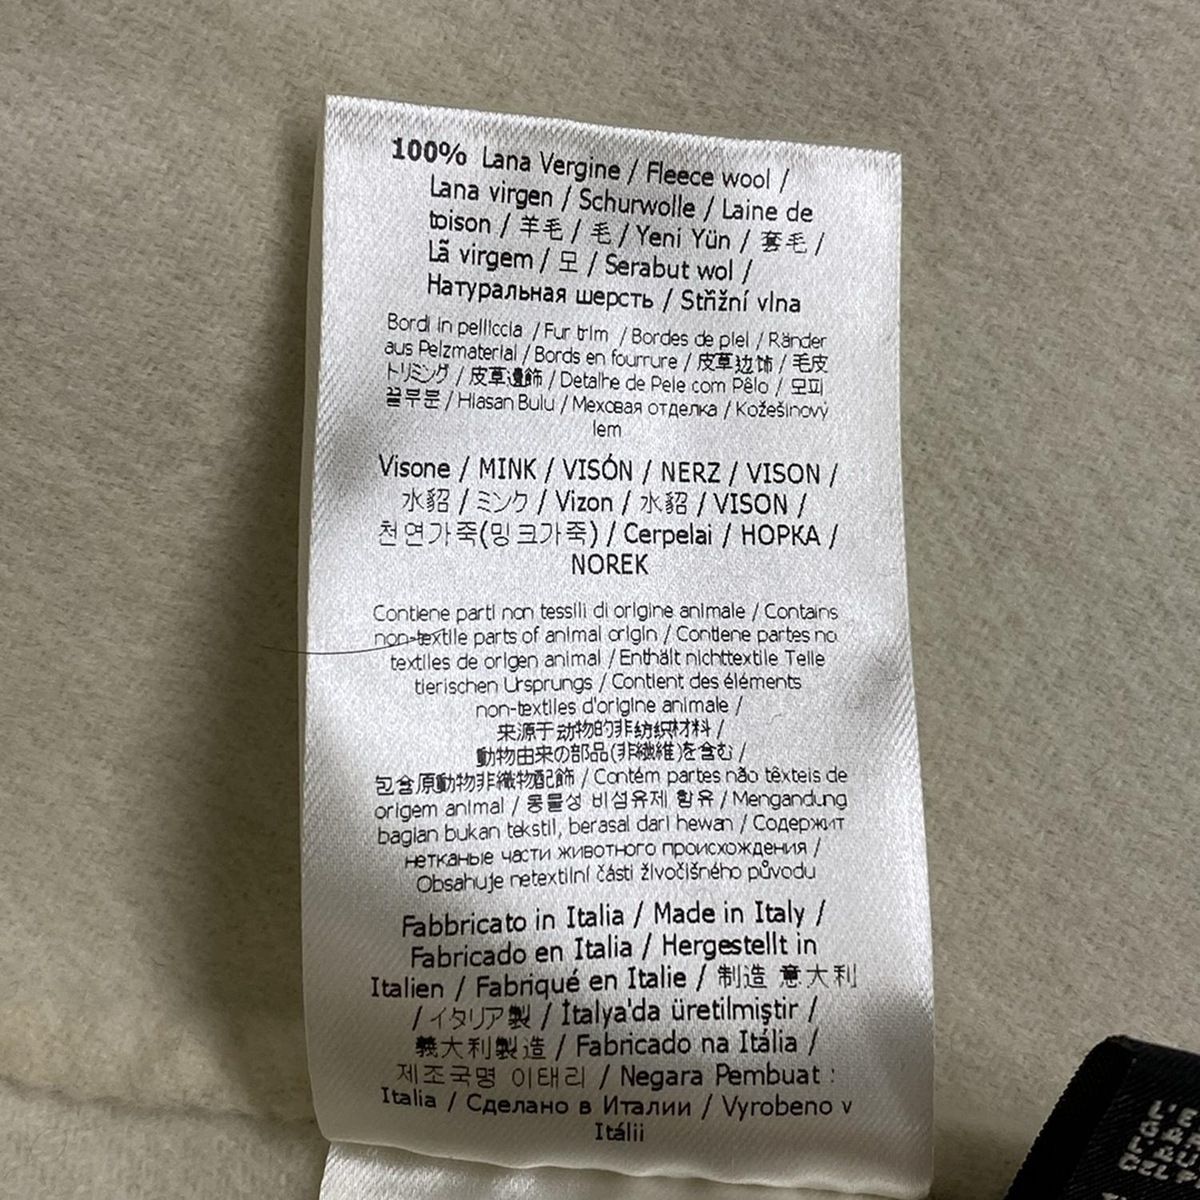 100% Lana Vergine / Fleece wool /
Lana virgen / Schurwolle / Laine de
toison / 羊毛 / 毛 / Yeni Yün / 套毛 /
Lã virgem / 모 / Serabut wol /
Натуральная шерсть / Střižní vlna
Bordi in pelliccia / Fur trim / Bordes de piel / Ränder
aus Pelzmaterial / Bords en fourrure / 皮草边饰 / 毛皮
トリミング / 皮草邊飾 / Detalhe de Pele com Pêlo / 모피
끝부분 / Hlasan Bulu / Меховая отделка / Kožešinový
lem
Visone / MINK / VISÓN / NERZ / VISON /
水貂 / ミンク / Vizon / 水貂 / VISON /
천연가죽(밍크가죽) / Cerpelai / НОРКА /
NOREK
Contiene parti non tessili di origine animale / Contains
non-textile parts of animal origin / Contiene partes no
textiles de origen animal / Enthält nichttextile Teile
tierischen Ursprungs / Contient des éléments
non-textiles d'origine animale /
来源于动物的非纺织材料 /
動物由来の部品(非繊維)を含む /
包含原動物非織物配飾 / Contém partes não têxteis de
origem animal / 동물성 비섬유제 함유 / Mengandung
bagian bukan tekstil, berasal dari hewan / Содержит
нетканые части животного происхождения /
Obsahuje netextilní části živočišného původu
Fabbricato in Italia / Made in Italy /
Fabricado en Italia / Hergestellt in
Italien / Fabriqué en Italie / 制造 意大利
/ イタリア製 / İtalya'da üretilmiştir /
義大利製造 / Fabricado na Itália /
제조국명 이태리 / Negara Pembuat :
Italia / Сделано в Италии / Vyrobeno v
Itálii